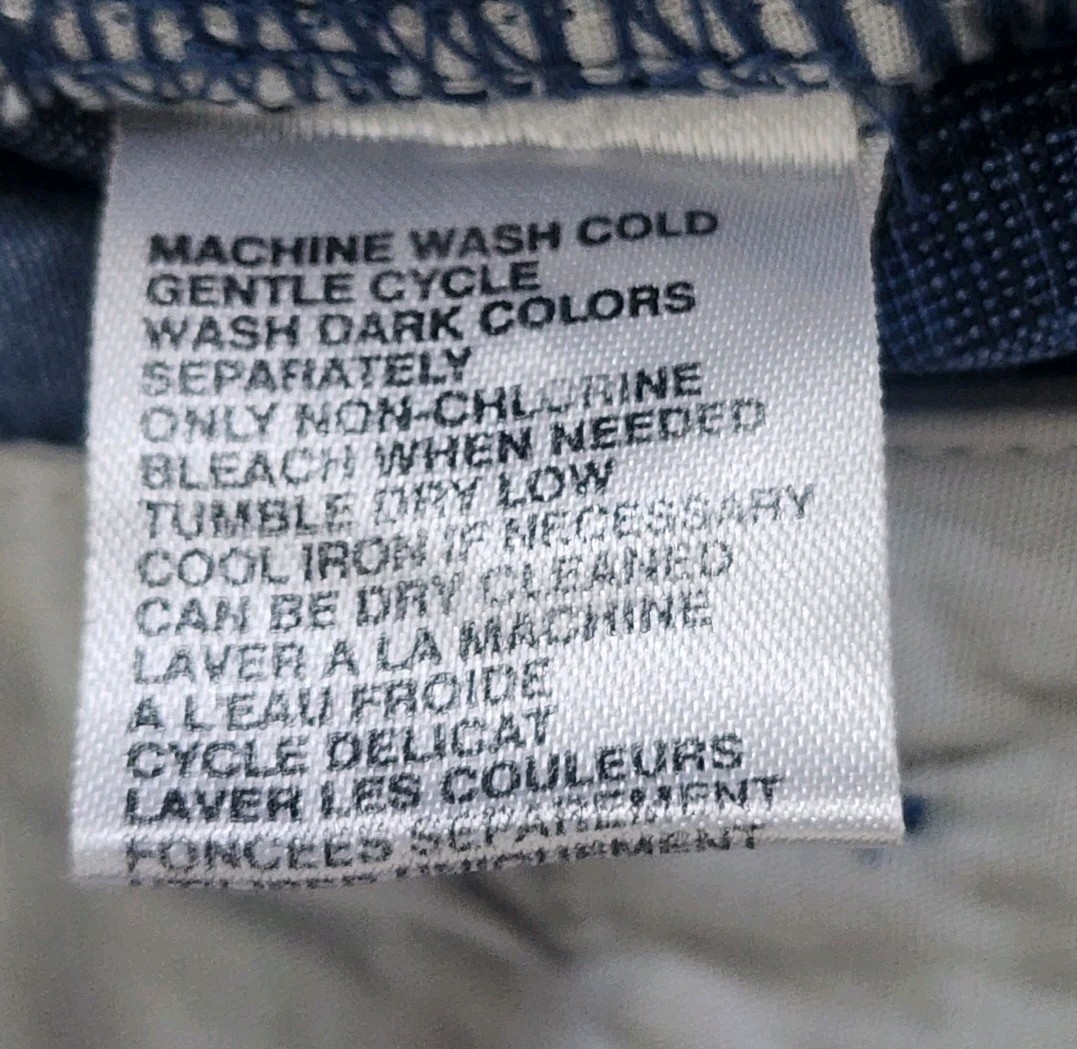 MACHINE WASH COLD
GENTLE CYCLE
WASH DARK COLORS
SEPARATELY
ONLY NON-CHLORINE
BLEACH WHEN NEEDED
TUMBLE DRY LOW
COOL IRON IF NECESSARY
CAN BE DRY CLEANED
LAVER A LA MACHINE
A L'EAU FROIDE
CYCLE DELICAT
LAVER LES COULEURS
FONCEES SEPAREMENT